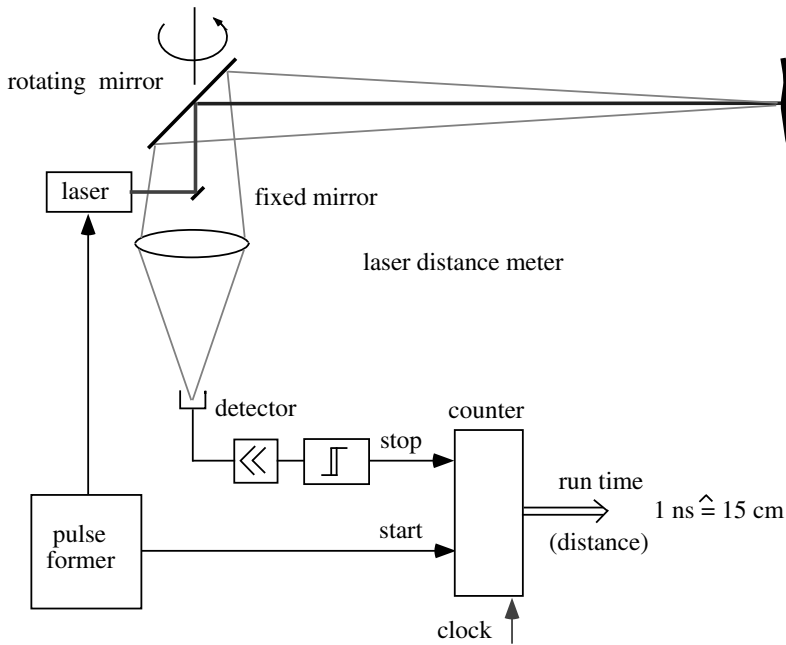 rotating mirror
laser
fixed mirror
laser distance meter
detector
counter
stop
run time
1 ns ≙ 15 cm
pulse
former
start
(distance)
clock